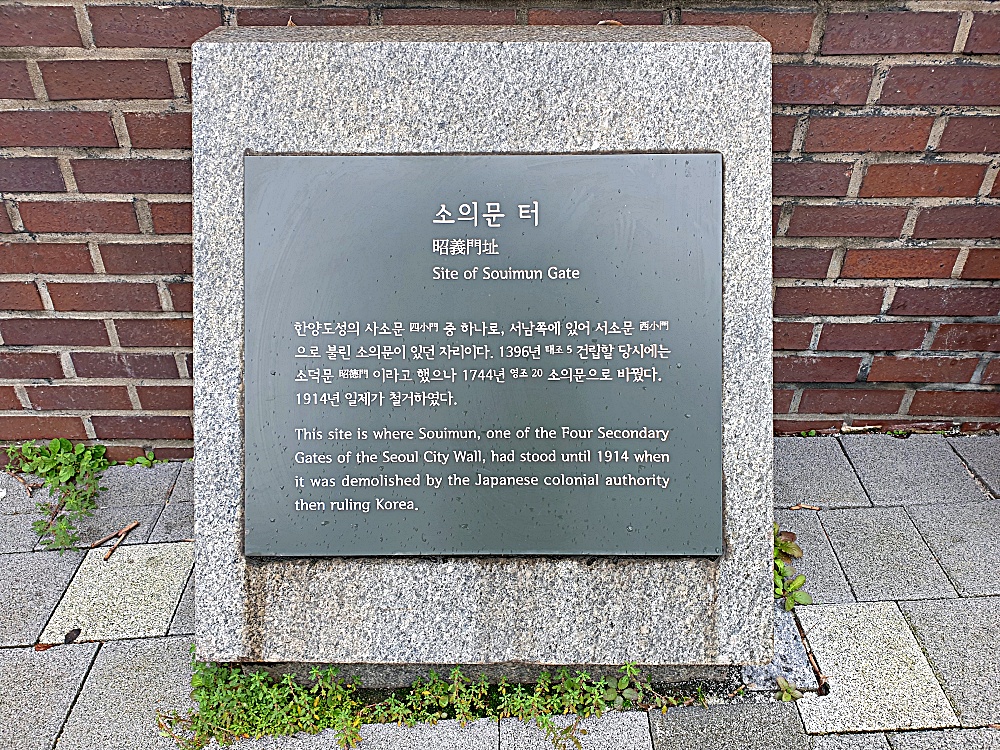 소의문 터
昭義門址
Site of Souimun Gate
한양도성의 사소문 四小門 중 하나로, 서남쪽에 있어 서소문 西小門
으로 불린 소의문이 있던 자리이다. 1396년 태조 5 건립할 당시에는
소덕문 昭德門 이라고 했으나 1744년 영조 20 소의문으로 바꿨다.
1914년 일제가 철거하였다.
This site is where Souimun, one of the Four Secondary
Gates of the Seoul City Wall, had stood until 1914 when
it was demolished by the Japanese colonial authority
then ruling Korea.